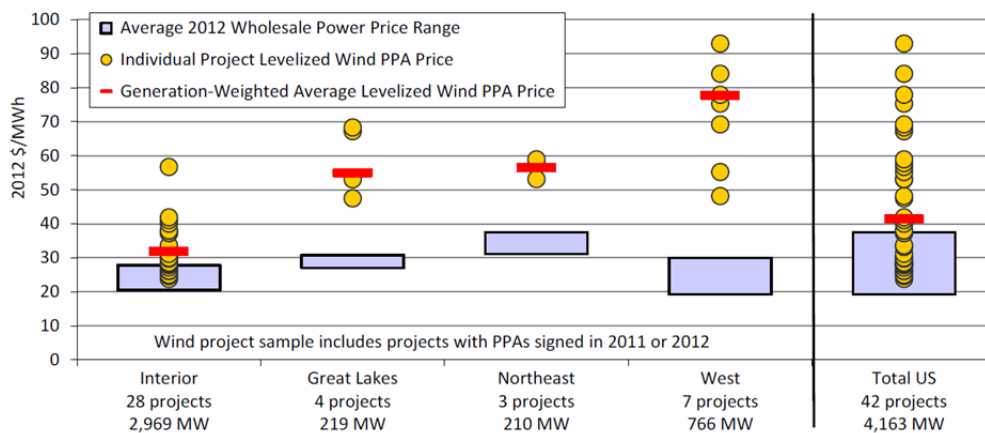 100
90
80
70
60
50
40
30
20
10
0
2012 $/MWh
Average 2012 Wholesale Power Price Range
Individual Project Levelized Wind PPA Price
Generation-Weighted Average Levelized Wind PPA Price
Wind project sample includes projects with PPAs signed in 2011 or 2012
Interior
28 projects
2,969 MW
Great Lakes
4 projects
219 MW
Northeast
3 projects
210 MW
West
7 projects
766 MW
Total US
42 projects
4,163 MW